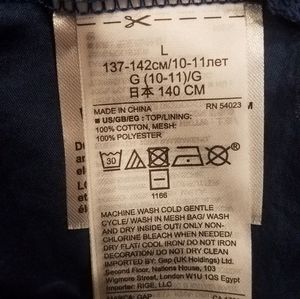 L
137-142см/10-11лет
G (10-11)/G
日本 140 CM
MADE IN CHINA RN 54023
# US/GB/EG : TOP/LINING:
100% COTTON, MESH:
100% POLYESTER
30
1166
MACHINE WASH COLD GENTLE
CYCLE/ WASH IN MESH BAG/ WASH
AND DRY INSIDE OUT/ ONLY NON-
CHLORINE BLEACH WHEN NEEDED/
DRY FLAT/ COOL IRON/ DO NOT IRON
DECORATION/ DO NOT DRY CLEAN
IMPORTED BY: Gap (UK Holdings) Ltd.
Second Floor, Nations House, 103
Wigmore Street, London W1U 1QS Egypt
Importer: RIGE, LLC